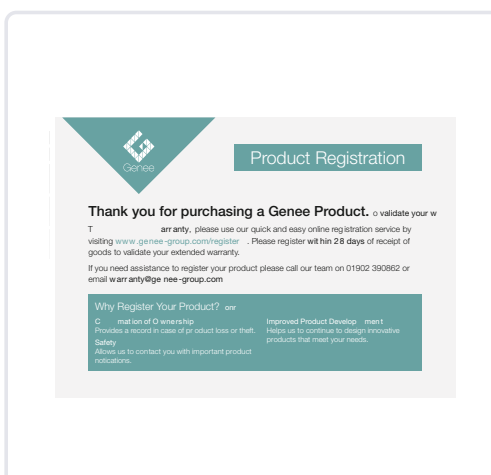 Genee
Product Registration
Thank you for purchasing a Genee Product. o validate your w
T arr anty, please use our quick and easy online registration service by
visiting www.genee-group.com/register . Please register wit hin 28 days of receipt of
goods to validate your extended warranty.
If you need assistance to register your product please call our team on 01902 390862 or
email warr anty@ge nee-group.com
Why Register Your Product? onr
C mation of O wnership
Provides a record in case of pr oduct loss or theft.
Safety
Allows us to contact you with important product
notications.
Improved Product Develop ment
Helps us to continue to design innovative
products that meet your needs.